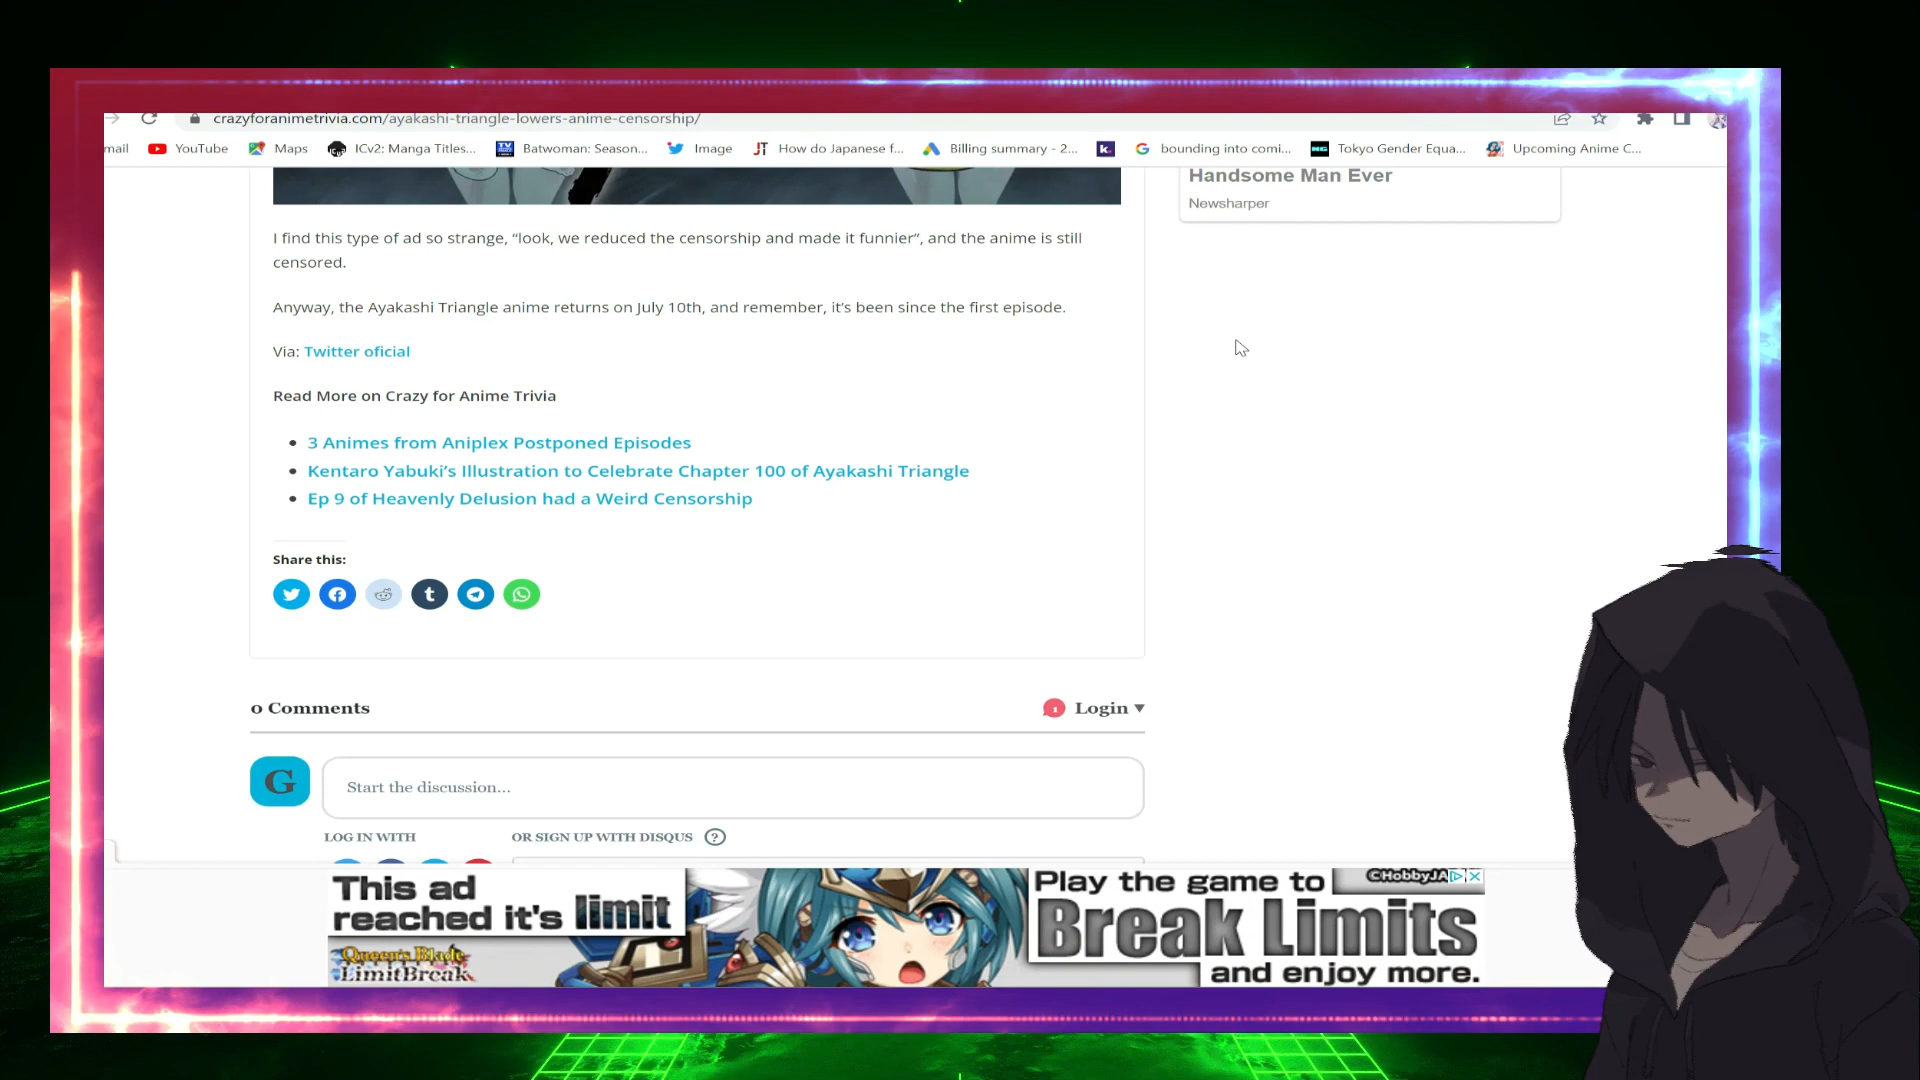 crazyforanimetrivia.com/ayakashi-triangle-lowers-anime-censorship/
mail YouTube Maps ICv2: Manga Titles... Batwoman: Season... Image How do Japanese f... Billing summary - 2... bounding into comi... Tokyo Gender Equa... Upcoming Anime C...
Handsome Man Ever
Newsharper
I find this type of ad so strange, “look, we reduced the censorship and made it funnier”, and the anime is still
censored.
Anyway, the Ayakashi Triangle anime returns on July 10th, and remember, it’s been since the first episode.
Via: Twitter oficial
Read More on Crazy for Anime Trivia
• 3 Animes from Aniplex Postponed Episodes
• Kentaro Yabuki’s Illustration to Celebrate Chapter 100 of Ayakashi Triangle
• Ep 9 of Heavenly Delusion had a Weird Censorship
Share this:
0 Comments
1 Login
G
Start the discussion...
LOG IN WITH
OR SIGN UP WITH DISQUS ?
This ad
reached it's limit
Queen's Blade
LimitBreak
Play the game to
©HobbyJA
Break Limits
and enjoy more.